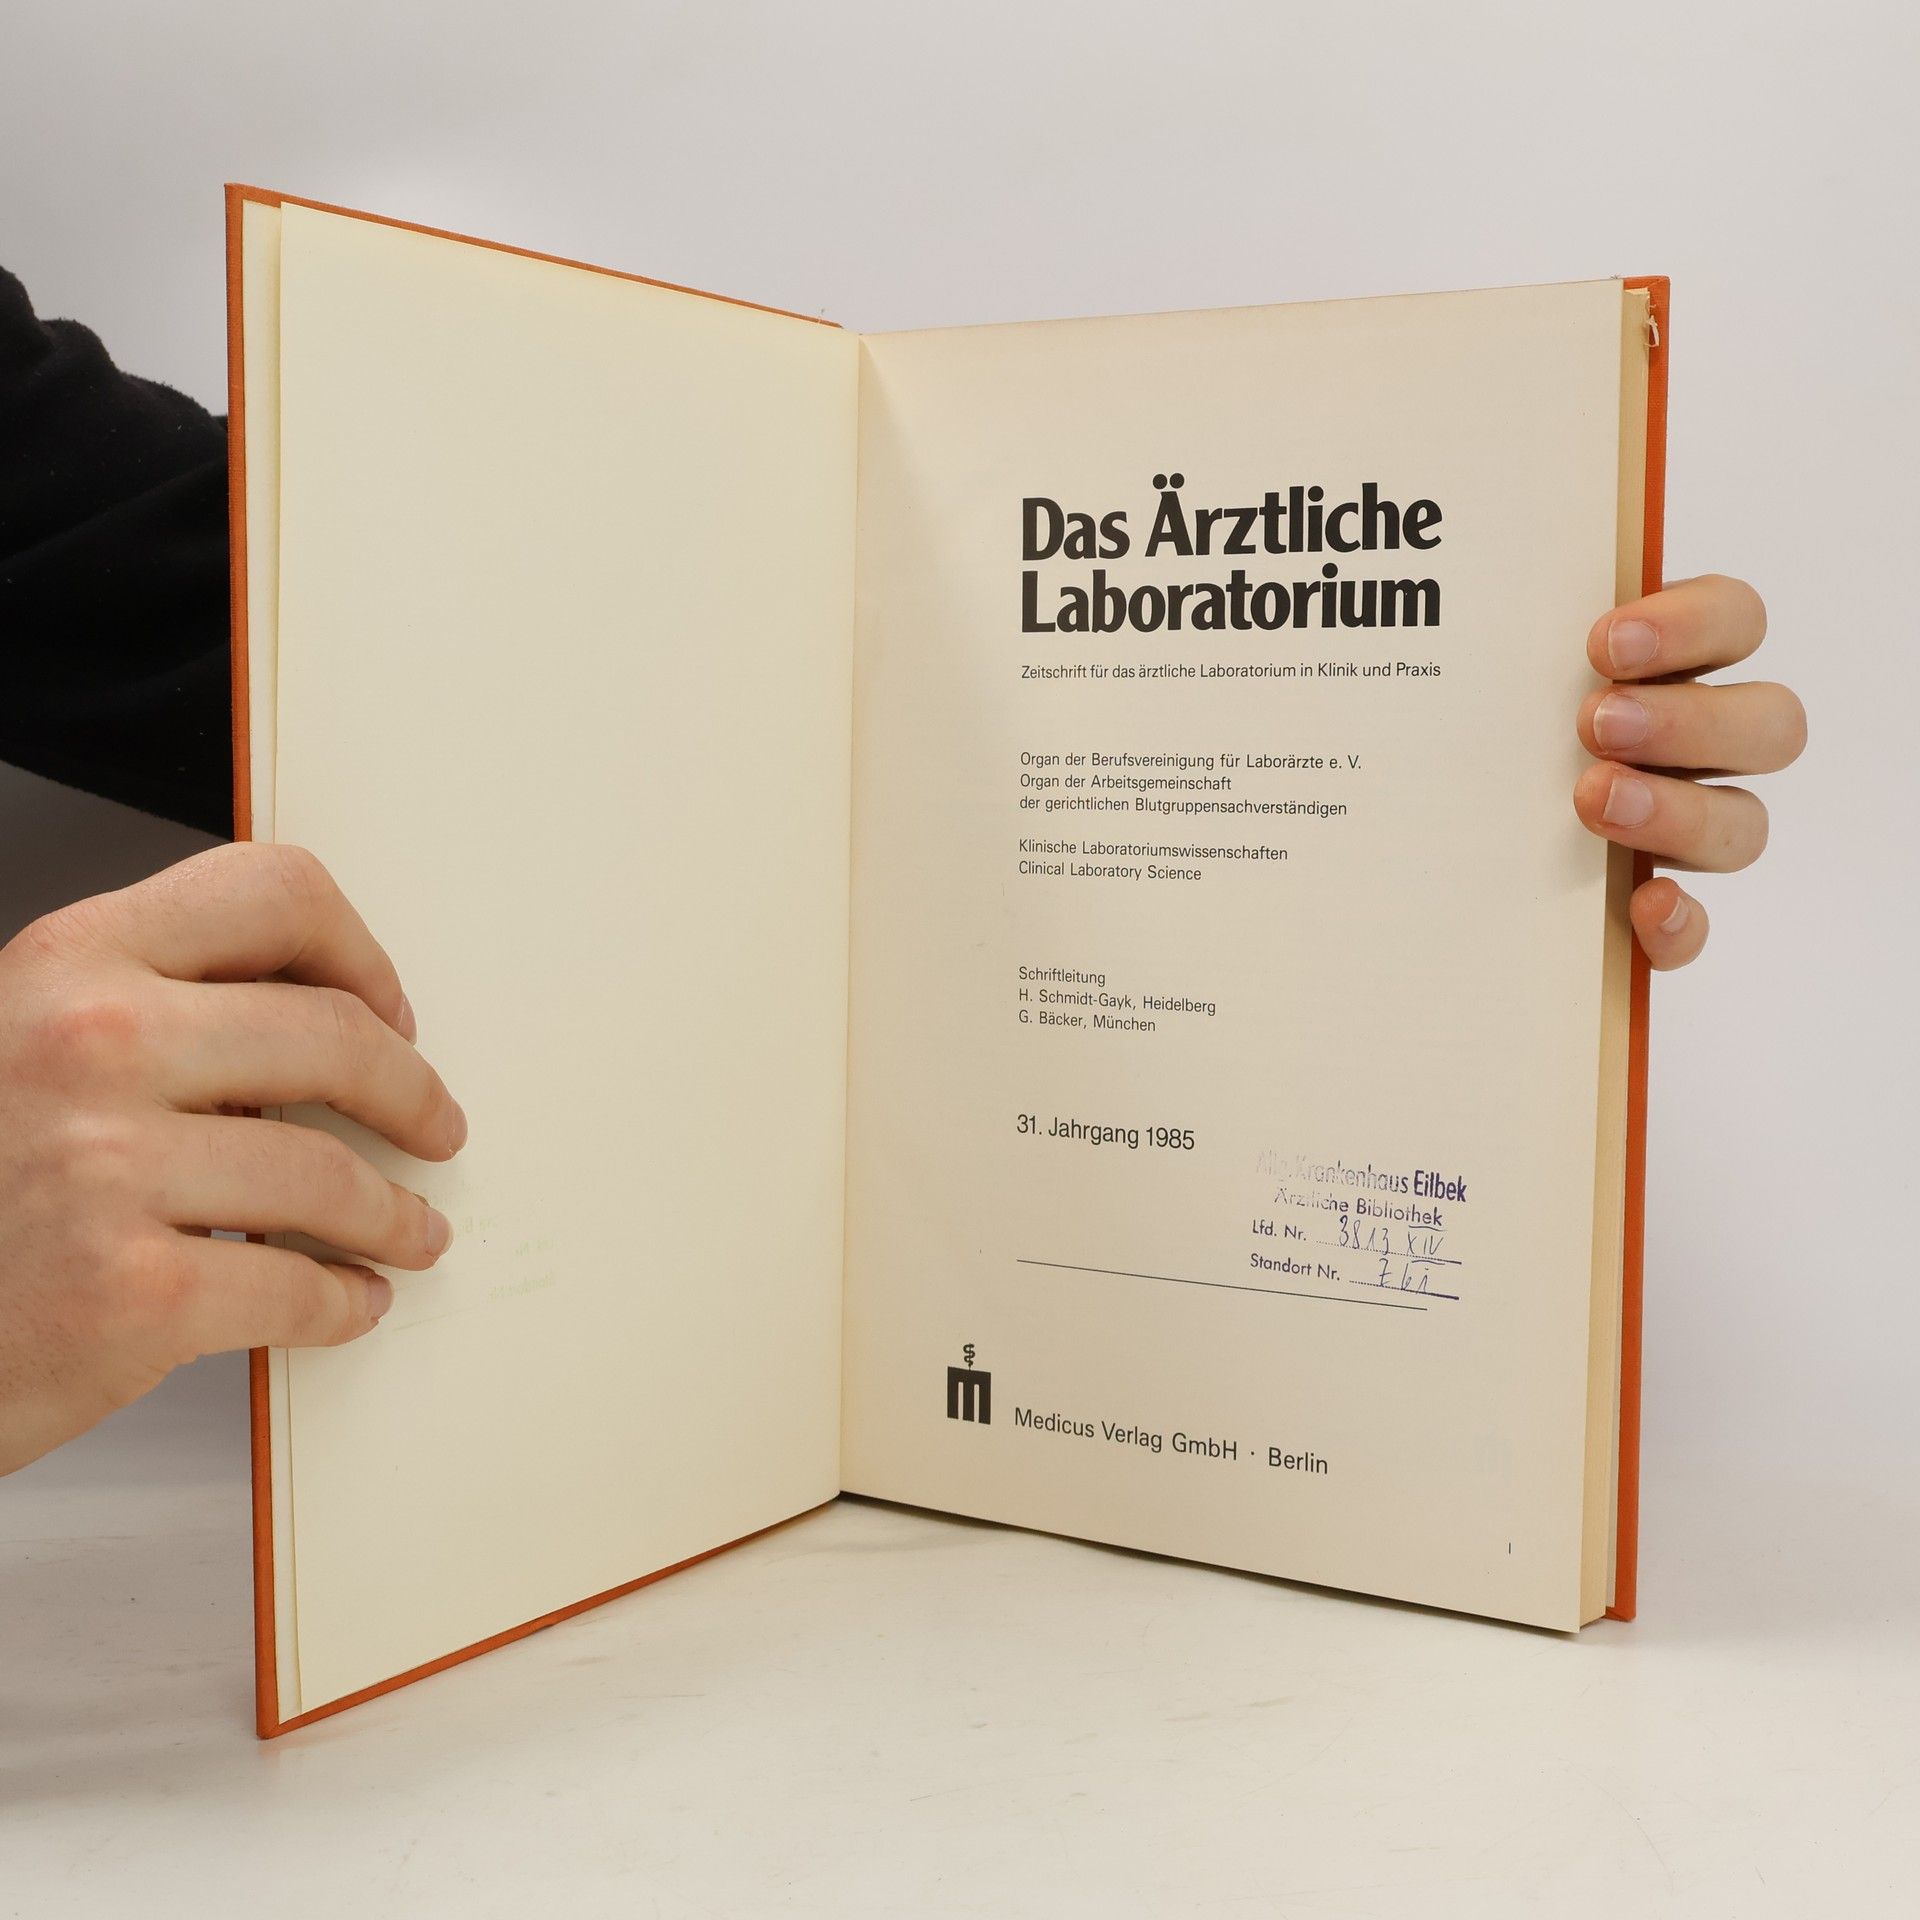 Das Ärztliche
Laboratorium
Zeitschrift für das ärztliche Laboratorium in Klinik und Praxis
Organ der Berufsvereinigung für Laborärzte e. V.
Organ der Arbeitsgemeinschaft
der gerichtlichen Blutgruppensachverständigen
Klinische Laboratoriumswissenschaften
Clinical Laboratory Science
Schriftleitung
H. Schmidt-Gayk, Heidelberg
G. Bäcker, München
31. Jahrgang 1985
Allg. Krankenhaus Eilbek
Ärztliche Bibliothek
Lfd. Nr. 3813 XIV
Standort Nr.
m
Medicus Verlag GmbH · Berlin
I